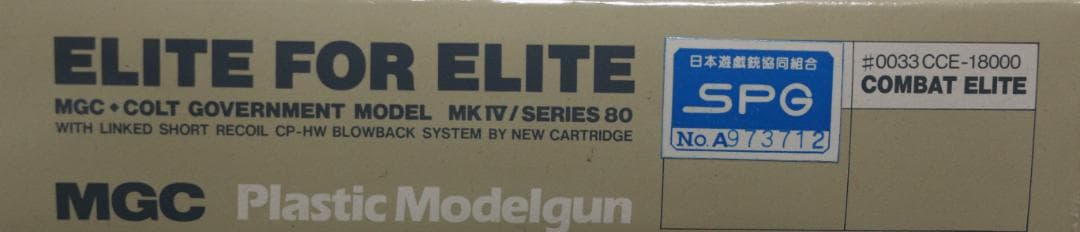 ELITE FOR ELITE
MGC・COLT GOVERNMENT MODEL MK IV/SERIES 80
WITH LINKED SHORT RECOIL CP-HW BLOWBACK SYSTEM BY NEW CARTRIDGE
MGC Plastic Modelgun
日本遊戯銃協同組合
SPG
No. A973712
♯0033 CCE-18000
COMBAT ELITE